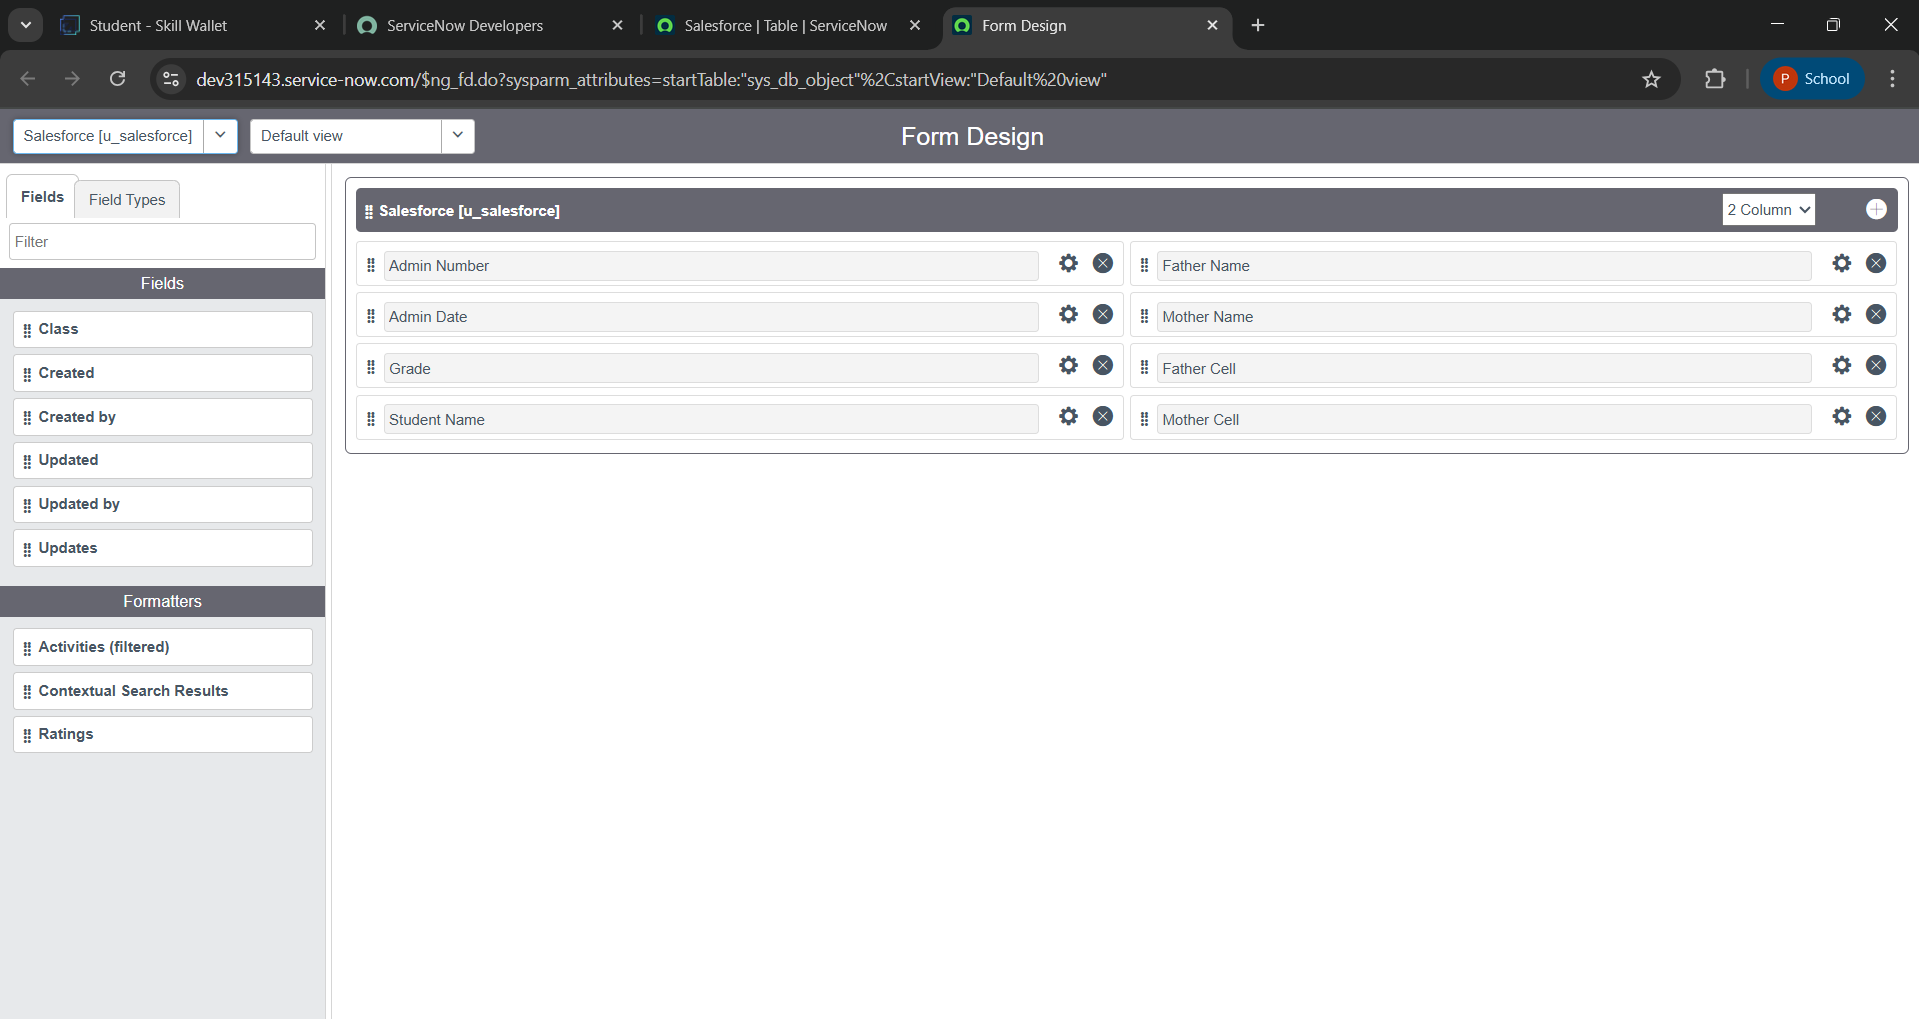 Student - Skill Wallet
ServiceNow Developers
Salesforce | Table | ServiceNow
Form Design
dev315143.service-now.com/$ng_fd.do?sysparm_attributes=startTable:"sys_db_object"%2CstartView:"Default%20view"
P School
Salesforce [u_salesforce]
Default view
Form Design
Fields
Field Types
Filter
Fields
Class
Created
Created by
Updated
Updated by
Updates
Formatters
Activities (filtered)
Contextual Search Results
Ratings
Salesforce [u_salesforce]
2 Column
Admin Number
Father Name
Admin Date
Mother Name
Grade
Father Cell
Student Name
Mother Cell